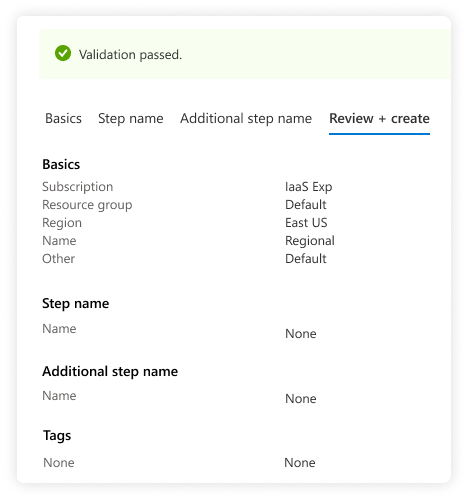 Validation passed.
Basics Step name Additional step name Review + create
Basics
Subscription IaaS Exp
Resource group Default
Region East US
Name Regional
Other Default
Step name
Name None
Additional step name
Name None
Tags
None None